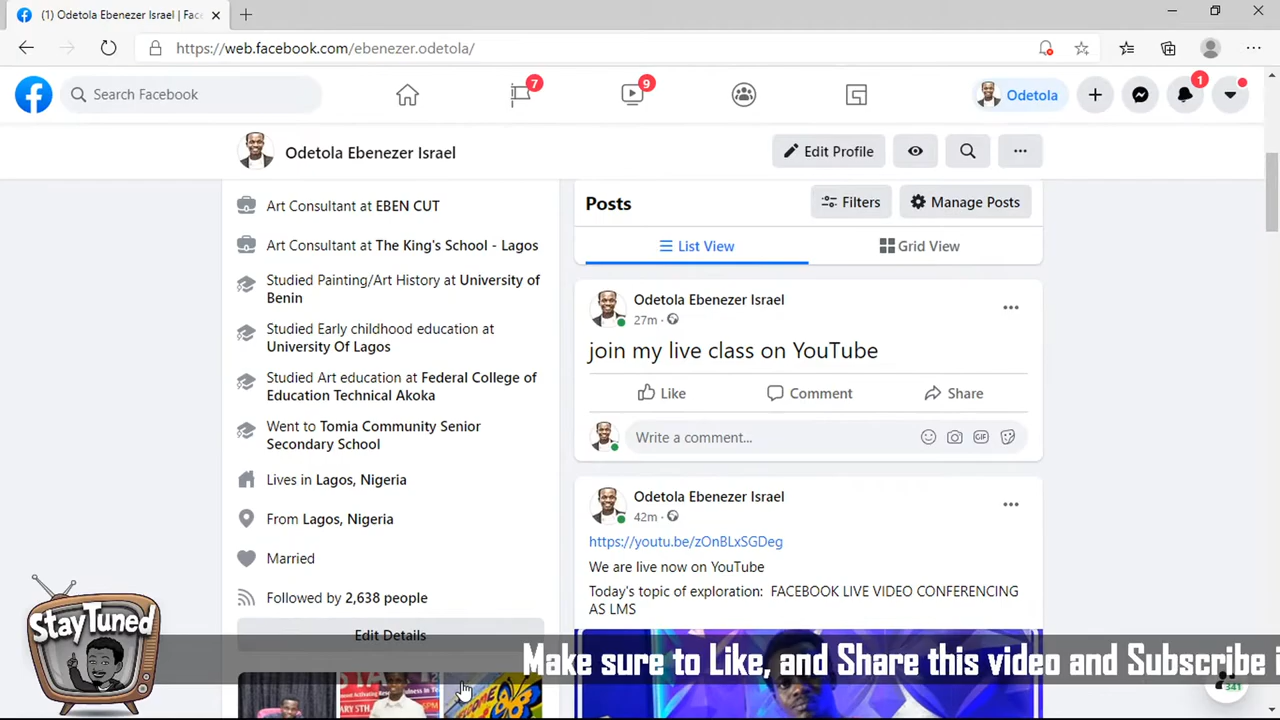 (1) Odetola Ebenezer Israel | Fac
https://web.facebook.com/ebenezer.odetola/
Search Facebook
7
9
Odetola
1
Odetola Ebenezer Israel
Edit Profile
Art Consultant at EBEN CUT
Art Consultant at The King's School - Lagos
Studied Painting/Art History at University of
Benin
Studied Early childhood education at
University Of Lagos
Studied Art education at Federal College of
Education Technical Akoka
Went to Tomia Community Senior
Secondary School
Lives in Lagos, Nigeria
From Lagos, Nigeria
Married
Followed by 2,638 people
Edit Details
Posts
Filters
Manage Posts
List View
Grid View
Odetola Ebenezer Israel
27m
join my live class on YouTube
Like
Comment
Share
Write a comment...
GIF
Odetola Ebenezer Israel
42m
https://youtu.be/zOnBLxSGDeg
We are live now on YouTube
Today's topic of exploration: FACEBOOK LIVE VIDEO CONFERENCING
AS LMS
StayTuned
Make sure to Like, and Share this video and Subscribe i
341